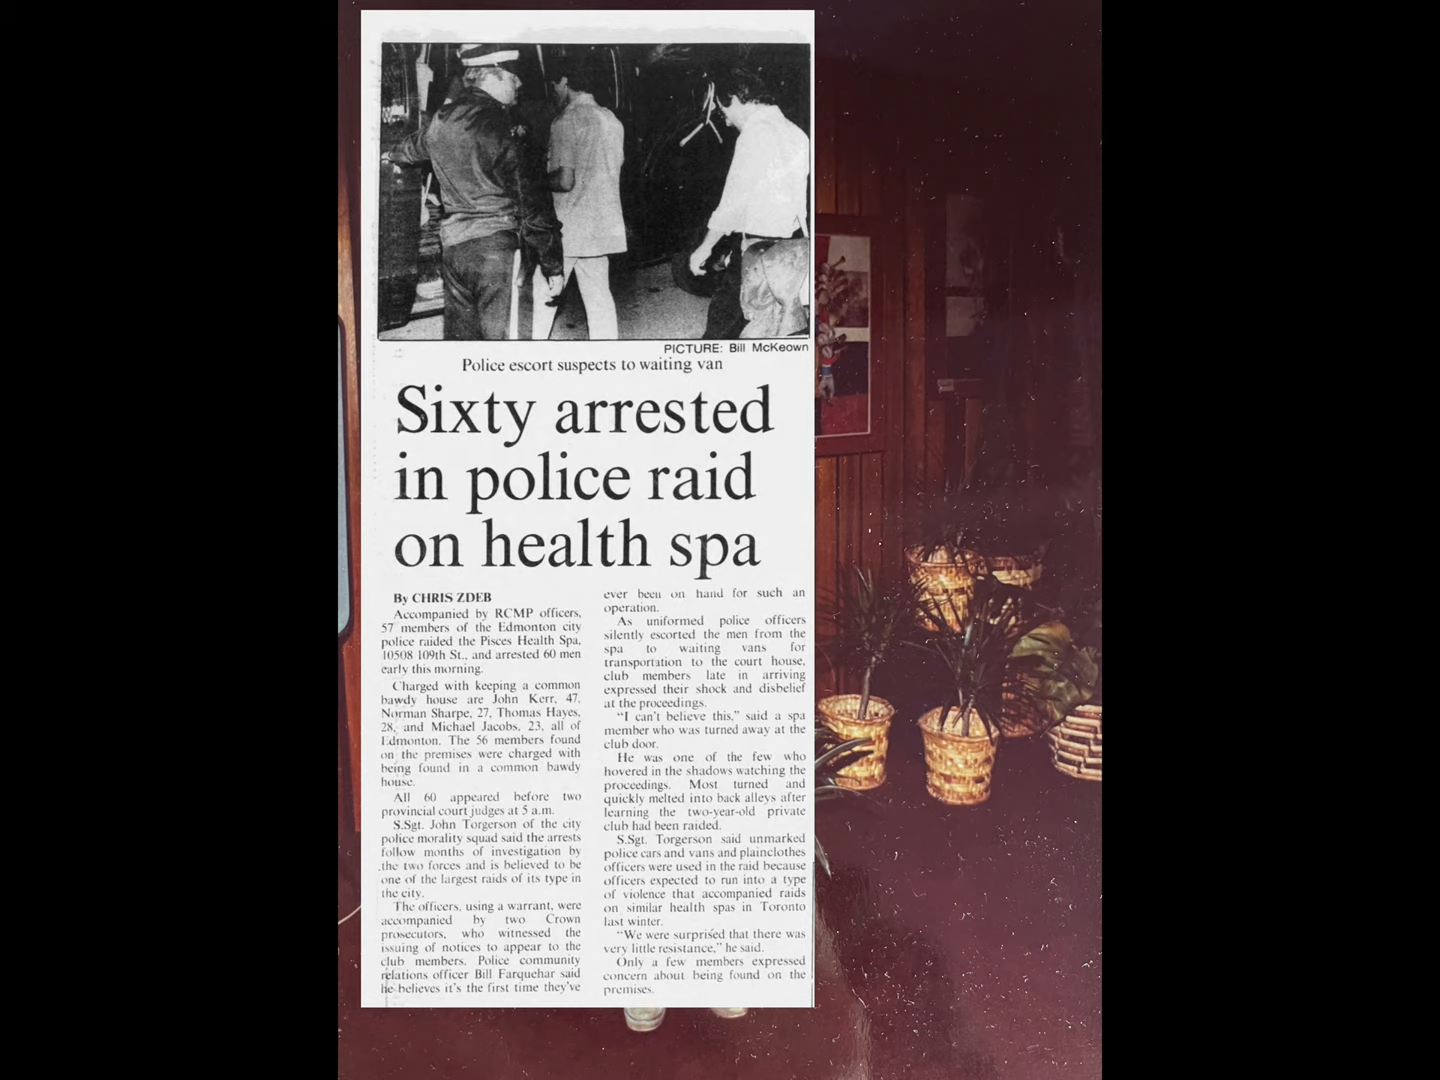 PICTURE: Bill McKeown
Police escort suspects to waiting van
Sixty arrested
in police raid
on health spa
By CHRIS ZDEB
Accompanied by RCMP officers,
57 members of the Edmonton city
police raided the Pisces Health Spa,
10508 109th St., and arrested 60 men
early this morning.
Charged with keeping a common
bawdy house are John Kerr, 47,
Norman Sharpe, 27, Thomas Hayes,
28, and Michael Jacobs, 23, all of
Edmonton. The 56 members found
on the premises were charged with
being found in a common bawdy
house.
All 60 appeared before two
provincial court judges at 5 a.m.
S.Sgt. John Torgerson of the city
police morality squad said the arrests
follow months of investigation by
the two forces and is believed to be
one of the largest raids of its type in
the city.
The officers, using a warrant, were
accompanied by two Crown
prosecutors, who witnessed the
issuing of notices to appear to the
club members. Police community
relations officer Bill Farquehar said
he believes it's the first time they've
ever been on hand for such an
operation.
As uniformed police officers
silently escorted the men from the
spa to waiting vans for
transportation to the court house,
club members late in arriving
expressed their shock and disbelief
at the proceedings.
“I can't believe this,” said a spa
member who was turned away at the
club door.
He was one of the few who
hovered in the shadows watching the
proceedings. Most turned and
quickly melted into back alleys after
learning the two-year-old private
club had been raided.
S.Sgt. Torgerson said unmarked
police cars and vans and plainclothes
officers were used in the raid because
officers expected to run into a type
of violence that accompanied raids
on similar health spas in Toronto
last winter.
“We were surprised that there was
very little resistance,” he said.
Only a few members expressed
concern about being found on the
premises.